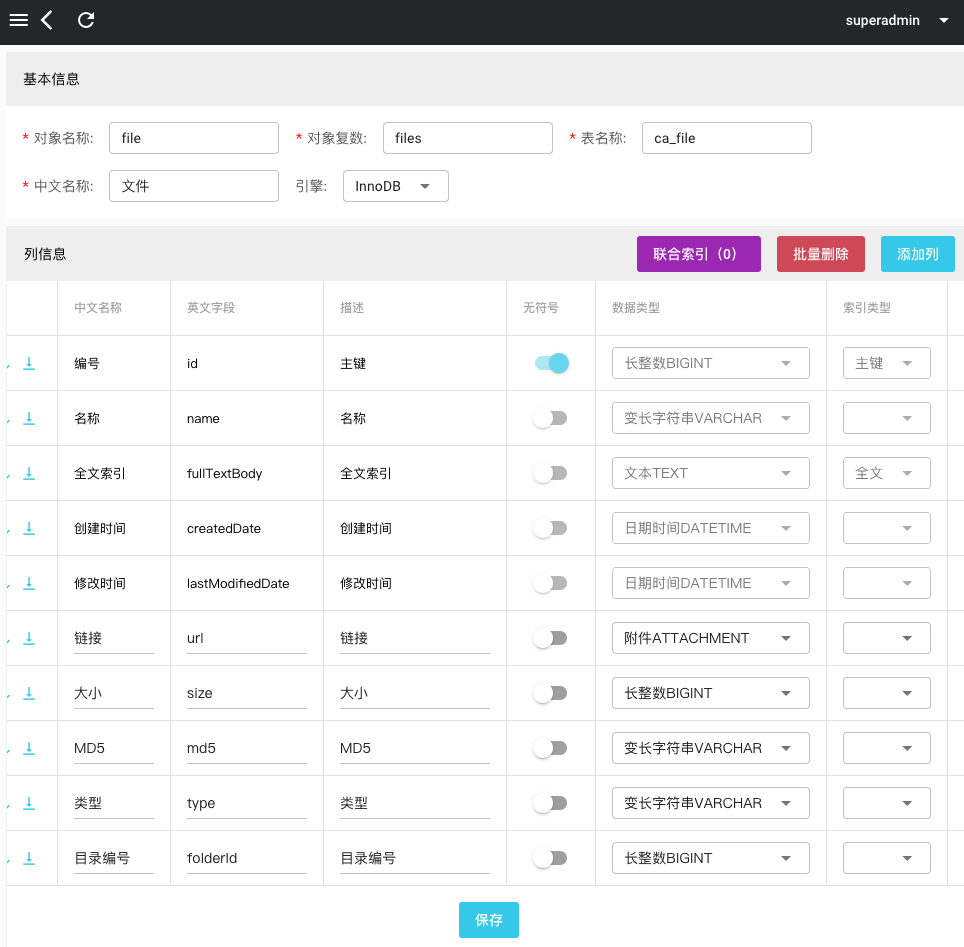 superadmin
基本信息
* 对象名称: file * 对象复数: files * 表名称: ca_file
* 中文名称: 文件 引擎: InnoDB
列信息 联合索引（0） 批量删除 添加列
中文名称 英文字段 描述 无符号 数据类型 索引类型
编号 id 主键 长整数BIGINT 主键
名称 name 名称 变长字符串VARCHAR
全文索引 fullTextBody 全文索引 文本TEXT 全文
创建时间 createdDate 创建时间 日期时间DATETIME
修改时间 lastModifiedDate 修改时间 日期时间DATETIME
链接 url 链接 附件ATTACHMENT
大小 size 大小 长整数BIGINT
MD5 md5 MD5 变长字符串VARCHAR
类型 type 类型 变长字符串VARCHAR
目录编号 folderId 目录编号 长整数BIGINT
保存